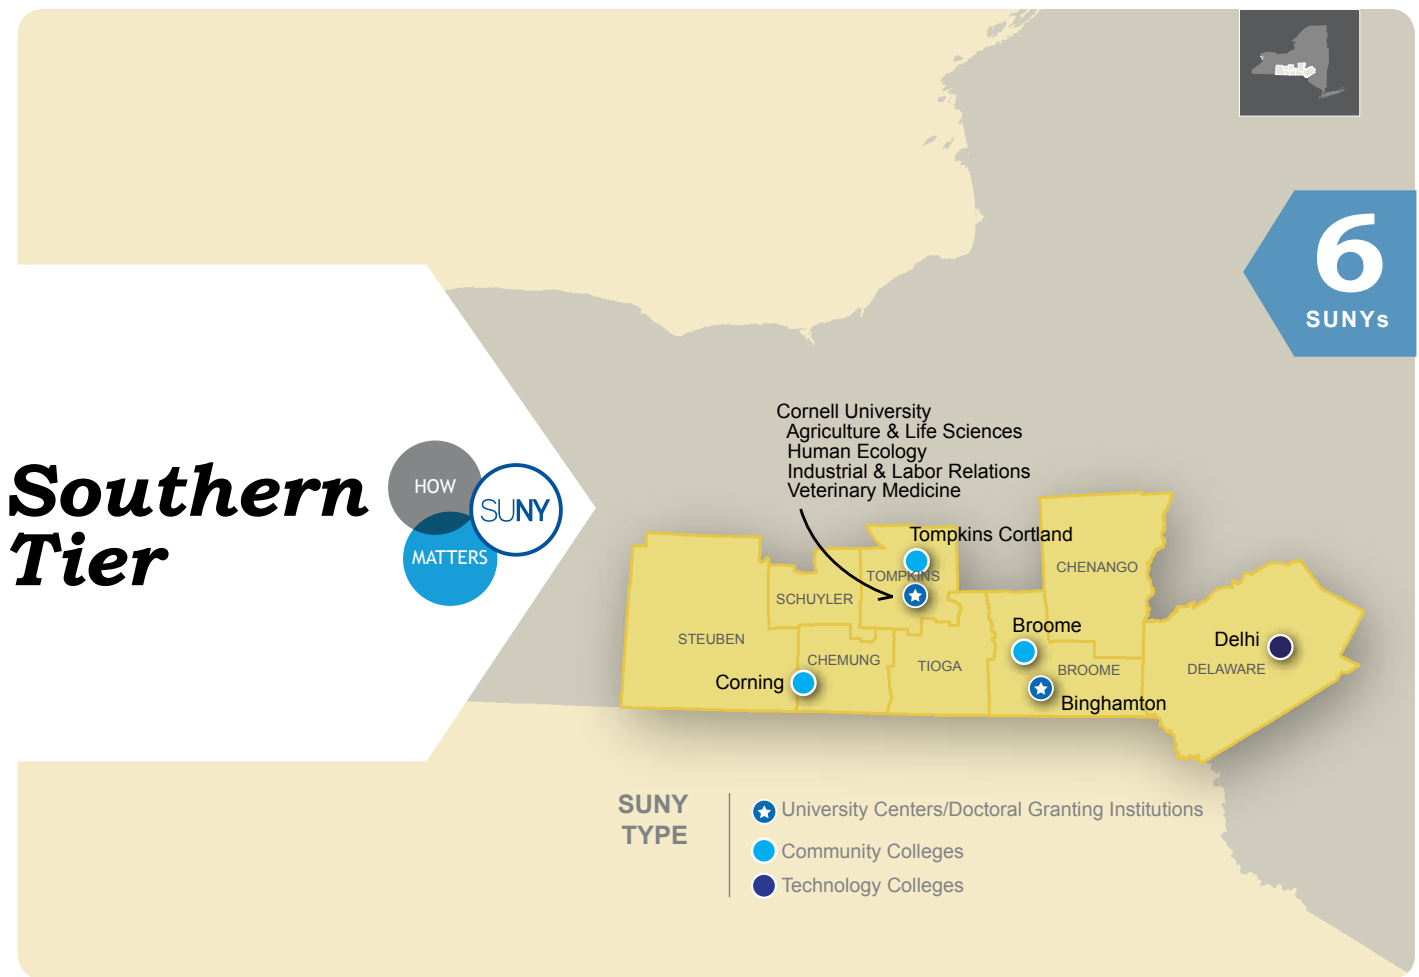 6
SUNYs
Southern
Tier
HOW
SUNY
MATTERS
Cornell University
Agriculture & Life Sciences
Human Ecology
Industrial & Labor Relations
Veterinary Medicine
Tompkins Cortland
TOMPKINS
CHENANGO
SCHUYLER
Broome
STEUBEN
Delhi
CHEMUNG
TIOGA
BROOME
DELAWARE
Corning
Binghamton
SUNY
TYPE
University Centers/Doctoral Granting Institutions
Community Colleges
Technology Colleges